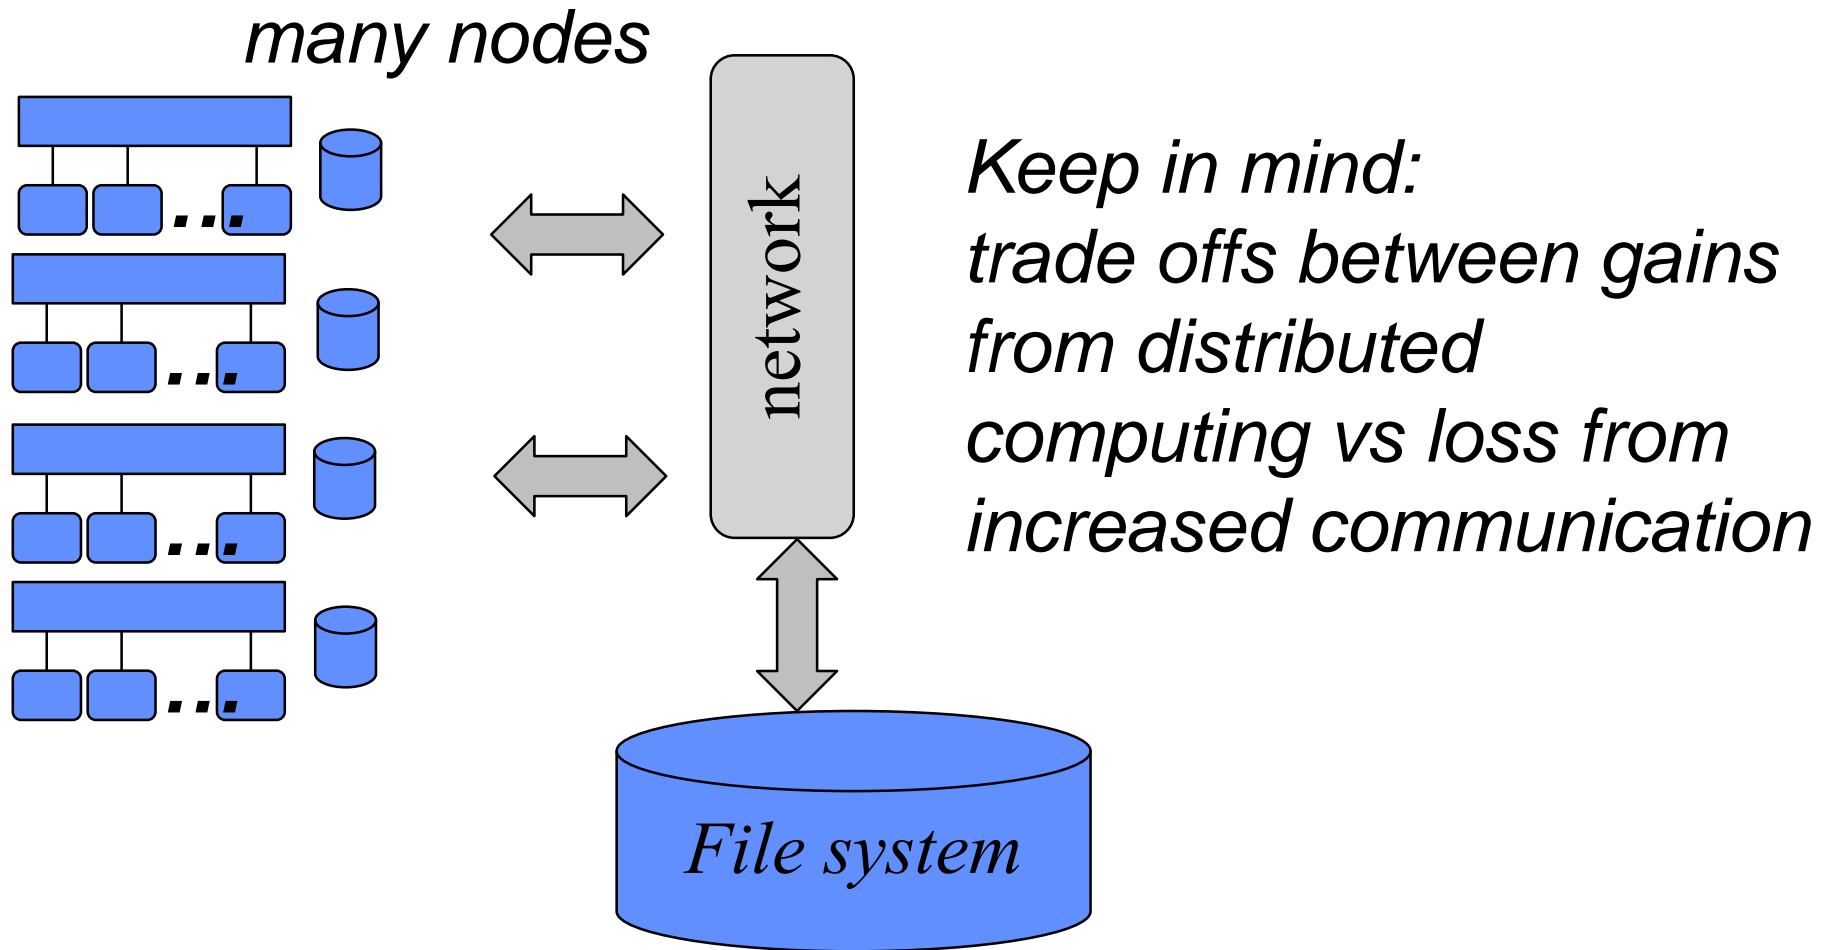 many nodes
...
...
...
...
network
Keep in mind:
trade offs between gains
from distributed
computing vs loss from
increased communication
File system